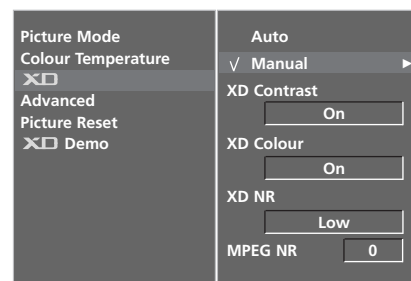 Picture Mode
Colour Temperature
XD
Advanced
Picture Reset
XD Demo
Auto
√ Manual ►
XD Contrast
On
XD Colour
On
XD NR
Low
MPEG NR 0